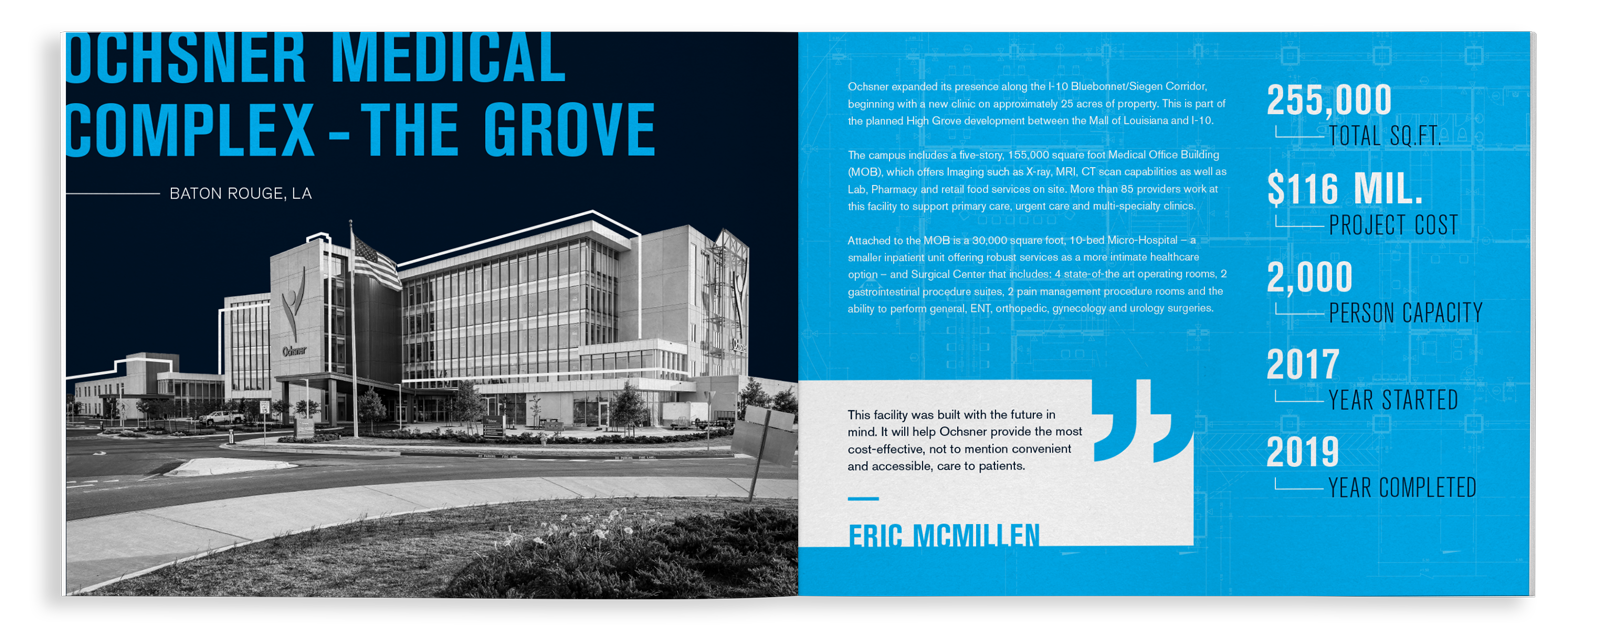 OCHSNER MEDICAL
COMPLEX - THE GROVE
BATON ROUGE, LA
Ochsner
Ochsner expanded its presence along the I-10 Bluebonnet/Siegen Corridor,
beginning with a new clinic on approximately 25 acres of property. This is part of
the planned High Grove development between the Mall of Louisiana and I-10.
The campus includes a five-story, 155,000 square foot Medical Office Building
(MOB), which offers Imaging such as X-ray, MRI, CT scan capabilities as well as
Lab, Pharmacy and retail food services on site. More than 85 providers work at
this facility to support primary care, urgent care and multi-specialty clinics.
Attached to the MOB is a 30,000 square foot, 10-bed Micro-Hospital – a
smaller inpatient unit offering robust services as a more intimate healthcare
option – and Surgical Center that includes: 4 state-of-the art operating rooms, 2
gastrointestinal procedure suites, 2 pain management procedure rooms and the
ability to perform general, ENT, orthopedic, gynecology and urology surgeries.
This facility was built with the future in
mind. It will help Ochsner provide the most
cost-effective, not to mention convenient
and accessible, care to patients.
ERIC MCMILLEN
255,000
TOTAL SQ.FT.
$116 MIL.
PROJECT COST
2,000
PERSON CAPACITY
2017
YEAR STARTED
2019
YEAR COMPLETED